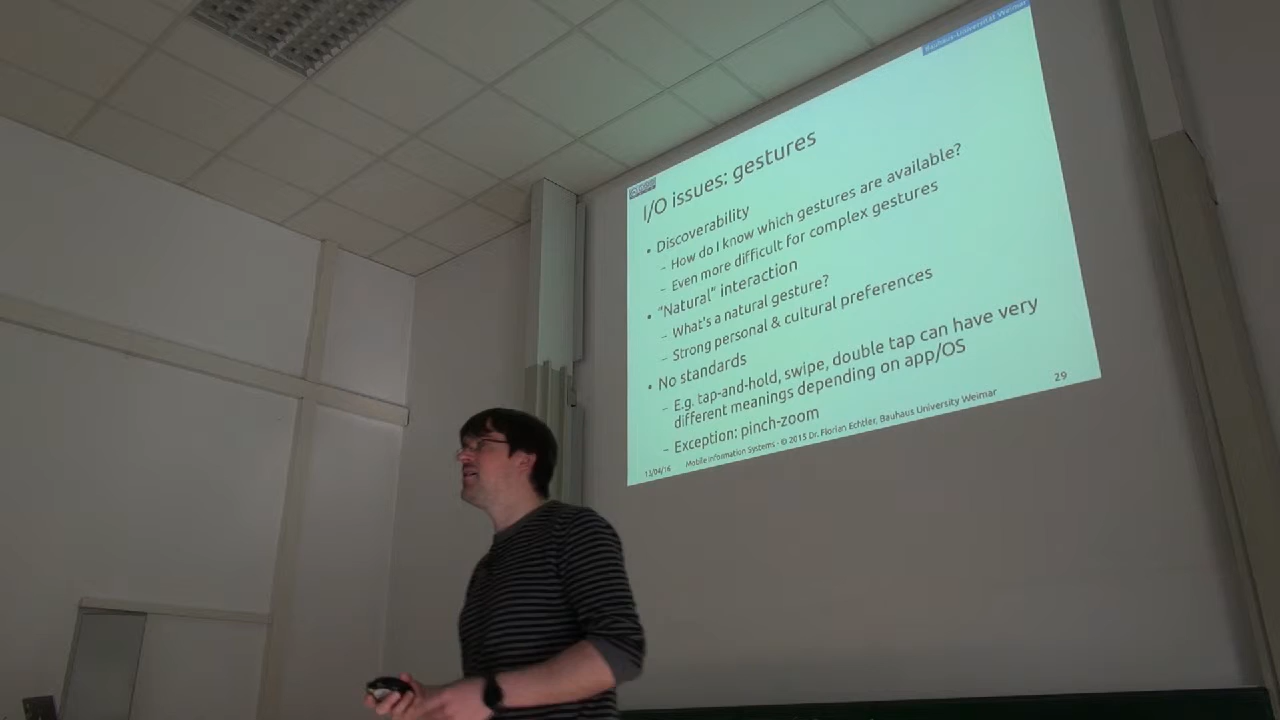 Bauhaus-Universität Weimar
I/O issues: gestures
• Discoverability
– How do I know which gestures are available?
– Even more difficult for complex gestures
• "Natural" interaction
– What's a natural gesture?
– Strong personal & cultural preferences
• No standards
– E.g. tap-and-hold, swipe, double tap can have very
different meanings depending on app/OS
– Exception: pinch-zoom
13/04/16 Mobile Information Systems - © 2015 Dr. Florian Echtler, Bauhaus University Weimar 29